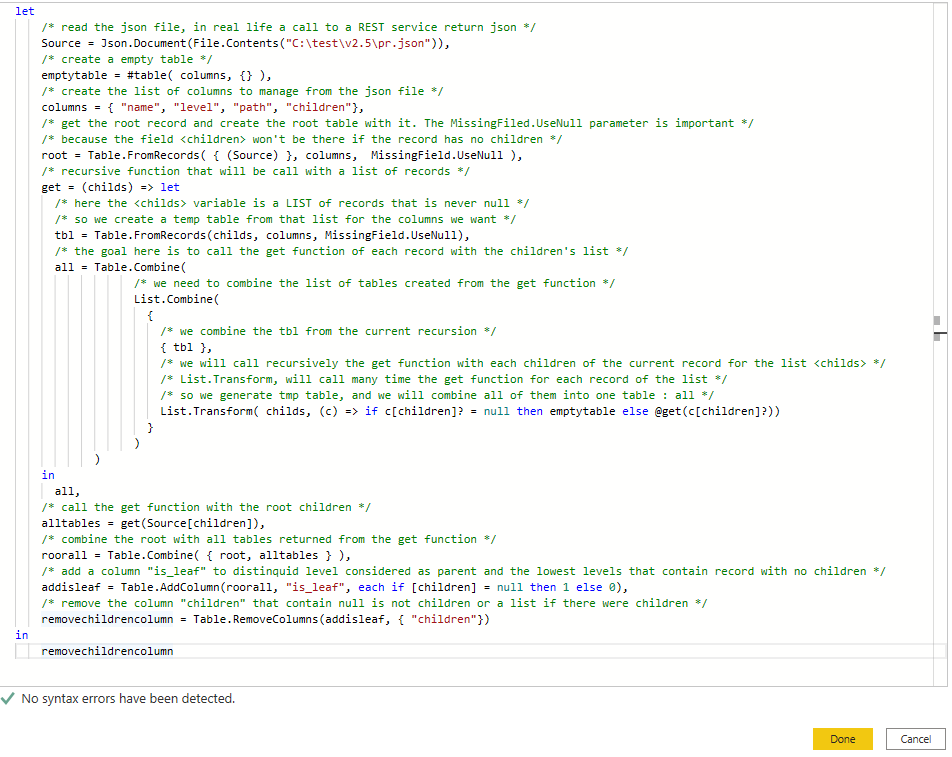 let
/* read the json file, in real life a call to a REST service return json */
Source = Json.Document(File.Contents("C:\test\v2.5\pr.json")),
/* create a empty table */
emptytable = #table( columns, {} ),
/* create the list of columns to manage from the json file */
columns = { "name", "level", "path", "children"},
/* get the root record and create the root table with it. The MissingFiled.UseNull parameter is important */
/* because the field <children> won't be there if the record has no children */
root = Table.FromRecords( { (Source) }, columns,  MissingField.UseNull ),
/* recursive function that will be call with a list of records */
get = (childs) => let
/* here the <childs> variable is a LIST of records that is never null */
/* so we create a temp table from that list for the columns we want */
tbl = Table.FromRecords(childs, columns, MissingField.UseNull),
/* the goal here is to call the get function of each record with the children's list */
all = Table.Combine(
/* we need to combine the list of tables created from the get function */
List.Combine(
{
/* we combine the tbl from the current recursion */
{ tbl },
/* we will call recursively the get function with each children of the current record for the list <childs> */
/* List.Transform, will call many time the get function for each record of the list */
/* so we generate tmp table, and we will combine all of them into one table : all */
List.Transform( childs, (c) => if c[children]? = null then emptytable else @get(c[children]?))
}
)
)
in
all,
/* call the get function with the root children */
alltables = get(Source[children]),
/* combine the root with all tables returned from the get function */
roorall = Table.Combine( { root, alltables } ),
/* add a column "is_leaf" to distinquid level considered as parent and the lowest levels that contain record with no children */
addisleaf = Table.AddColumn(roorall, "is_leaf", each if [children] = null then 1 else 0),
/* remove the column "children" that contain null is not children or a list if there were children */
removechildrencolumn = Table.RemoveColumns(addisleaf, { "children"})
in
removechildrencolumn
No syntax errors have been detected.
Done
Cancel